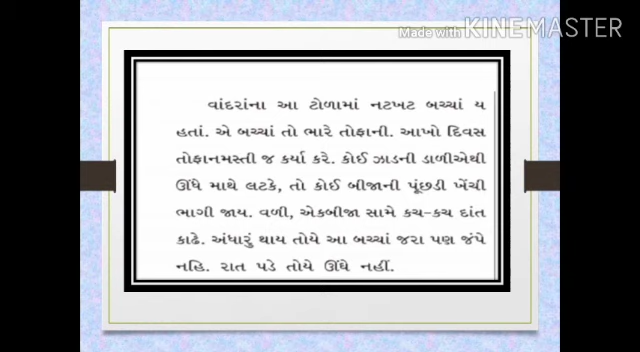 Made with KINEMASTER
વાંદરાંના આ ટોળામાં નટખટ બચ્ચાં ય
હતાં. એ બચ્ચાં તો ભારે તોફાની. આખો દિવસ
તોફાનમસ્તી જ કર્યા કરે. કોઈ ઝાડની ડાળીએથી
ઊંધે માથે લટકે, તો કોઈ બીજાની પૂંછડી ખેંચી
ભાગી જાય. વળી, એકબીજા સામે કચ-કચ દાંત
કાઢે. અંધારું થાય તોયે આ બચ્ચાં જરા પણ જંપે
નહિ. રાત પડે તોયે ઊંઘે નહીં.